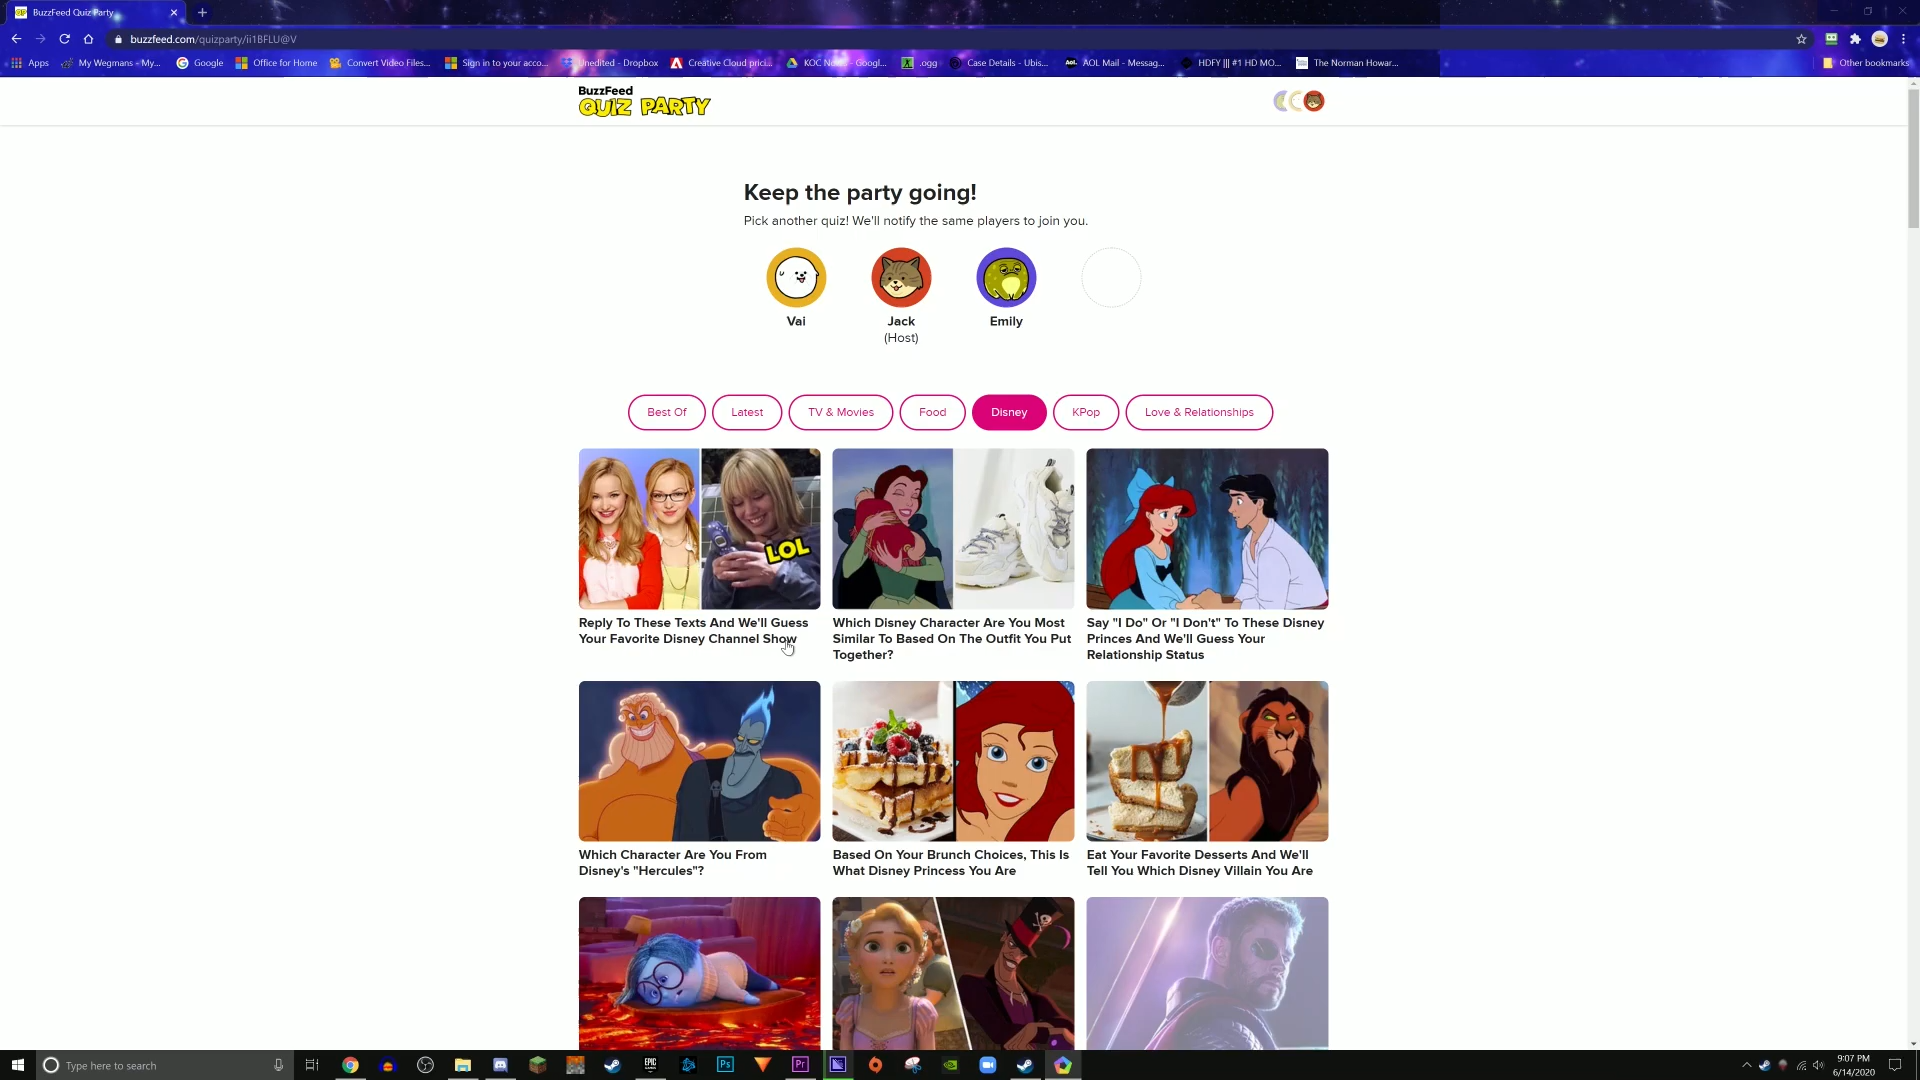 BuzzFeed Quiz Party
buzzfeed.com/quizparty/ii1BFLU@V
Apps
My Wegmans - My...
Google
Office for Home
Convert Video Files...
Sign in to your acco...
Unedited - Dropbox
Creative Cloud prici...
.ogg
Case Details - Ubis...
AOL Mail - Messag...
HDFY ||| #1 HD MO...
The Norman Howar...
Other bookmarks
BuzzFeed
QUIZ PARTY
Keep the party going!
Pick another quiz! We'll notify the same players to join you.
Vai
Jack
(Host)
Emily
Best Of
Latest
TV & Movies
Food
Disney
KPop
Love & Relationships
LOL
Reply To These Texts And We'll Guess
Your Favorite Disney Channel Show
Which Disney Character Are You Most
Similar To Based On The Outfit You Put
Together?
Say "I Do" Or "I Don't" To These Disney
Princes And We'll Guess Your
Relationship Status
Which Character Are You From
Disney's "Hercules"?
Based On Your Brunch Choices, This Is
What Disney Princess You Are
Eat Your Favorite Desserts And We'll
Tell You Which Disney Villain You Are
Type here to search
EPIC
GAMES
Ps
Pr
9:07 PM
6/14/2020